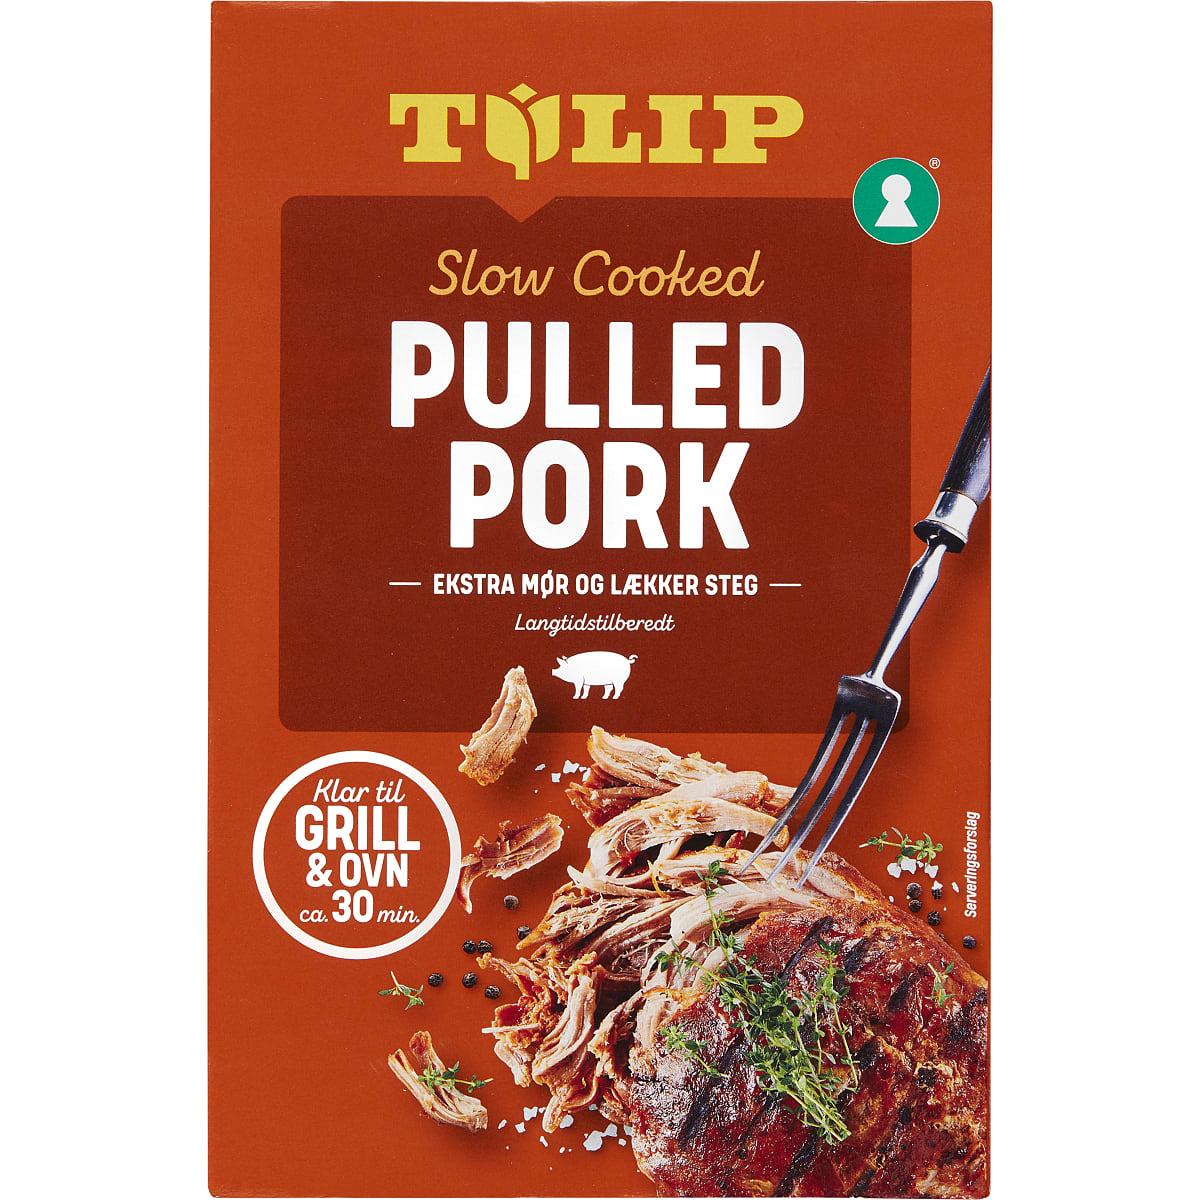 TULIP
®
Slow Cooked
PULLED
PORK
EKSTRA MØR OG LÆKKER STEG
Langtidstilberedt
Klar til
GRILL
& OVN
ca. 30 min.
Serveringsforslag